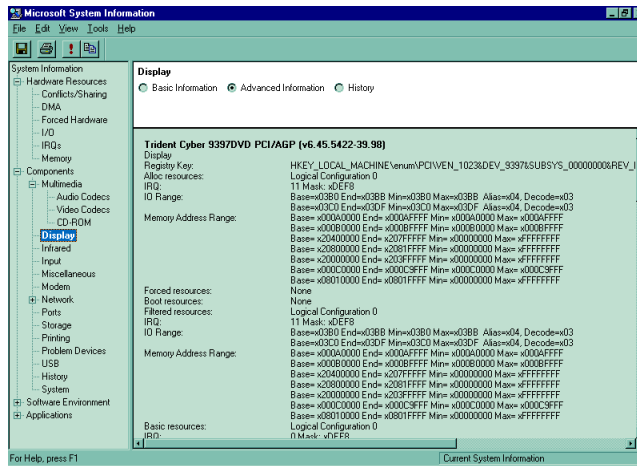 Microsoft System Information
File Edit View Tools Help
System Information
Hardware Resources
Conflicts/Sharing
DMA
Forced Hardware
I/O
IRQs
Memory
Components
Multimedia
Audio Codecs
Video Codecs
CD-ROM
Display
Infrared
Input
Miscellaneous
Modem
Network
Ports
Storage
Printing
Problem Devices
USB
History
System
Software Environment
Applications
Display
Basic Information Advanced Information History
Trident Cyber 9397DVD PCI/AGP (v6.45.5422-39.98)
Display
Registry Key: HKEY_LOCAL_MACHINE\enum\PCI\VEN_1023&DEV_9397&SUBSYS_00000000&REV_
Alloc resources: Logical Configuration 0
IRQ: 11 Mask: xDEF8
IO Range: Base=x03B0 End=x03BB Min=x03B0 Max=x03BB Alias=x04, Decode=x03
Base=x03C0 End=x03DF Min=x03C0 Max=x03DF Alias=x04, Decode=x03
Memory Address Range: Base= x000A0000 End= x000AFFFF Min= x000A0000 Max= x000AFFFF
Base= x000B0000 End= x000BFFFF Min= x000B0000 Max= x000BFFFF
Base= x20400000 End= x207FFFFF Min= x00000000 Max= xFFFFFFFF
Base= x20800000 End= x2081FFFF Min= x00000000 Max= xFFFFFFFF
Base= x20000000 End= x203FFFFF Min= x00000000 Max= xFFFFFFFF
Base= x000C0000 End= x000C9FFF Min= x000C0000 Max= x000C9FFF
Base= x08010000 End= x0801FFFF Min= x00000000 Max= xFFFFFFFF
Forced resources: None
Boot resources: None
Filtered resources: Logical Configuration 0
IRQ: 11 Mask: xDEF8
IO Range: Base=x03B0 End=x03BB Min=x03B0 Max=x03BB Alias=x04, Decode=x03
Base=x03C0 End=x03DF Min=x03C0 Max=x03DF Alias=x04, Decode=x03
Memory Address Range: Base= x000A0000 End= x000AFFFF Min= x000A0000 Max= x000AFFFF
Base= x000B0000 End= x000BFFFF Min= x000B0000 Max= x000BFFFF
Base= x20400000 End= x207FFFFF Min= x00000000 Max= xFFFFFFFF
Base= x20800000 End= x2081FFFF Min= x00000000 Max= xFFFFFFFF
Base= x20000000 End= x203FFFFF Min= x00000000 Max= xFFFFFFFF
Base= x000C0000 End= x000C9FFF Min= x000C0000 Max= x000C9FFF
Base= x08010000 End= x0801FFFF Min= x00000000 Max= xFFFFFFFF
Basic resources: Logical Configuration 0
IRQ: 0 Mask: xDEF8
For Help, press F1
Current System Information